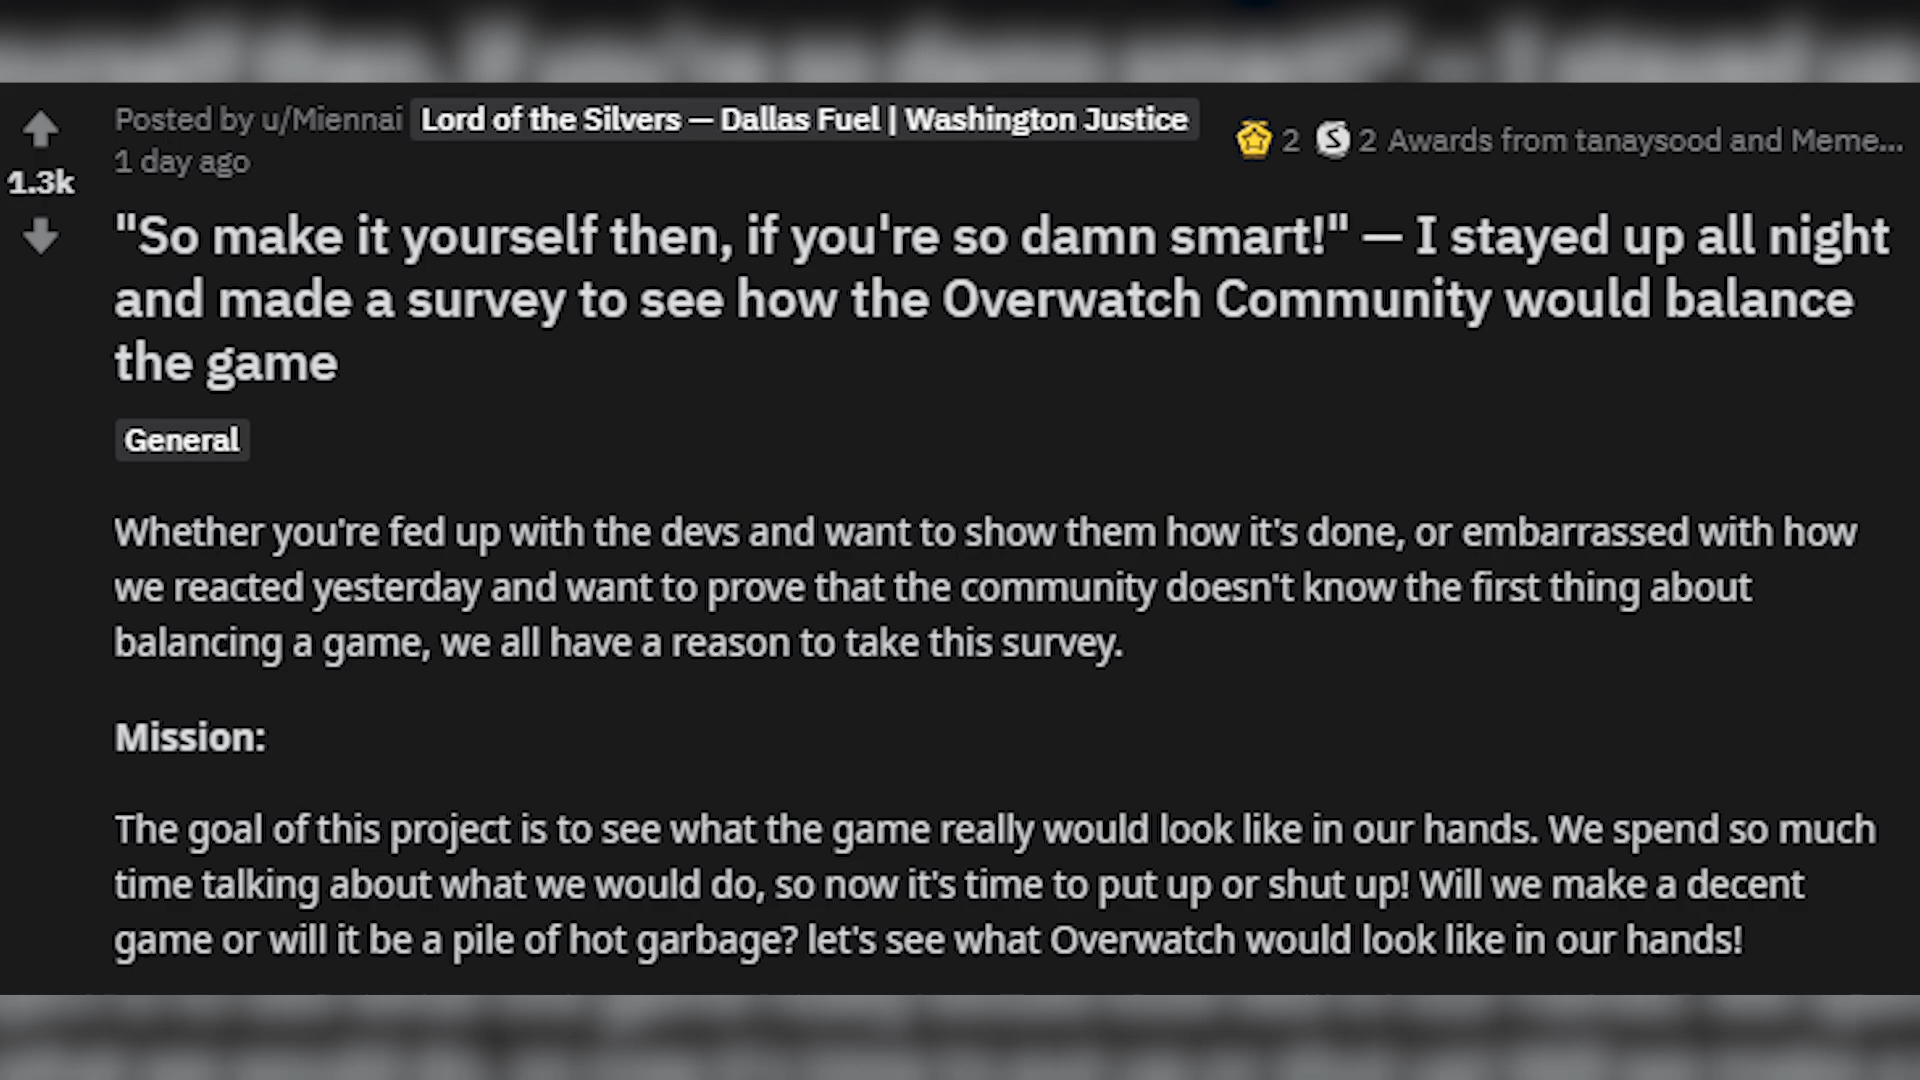 Posted by u/Miennai Lord of the Silvers — Dallas Fuel | Washington Justice
1 day ago
2 S 2 Awards from tanaysood and Meme...
1.3k
"So make it yourself then, if you're so damn smart!" — I stayed up all night
and made a survey to see how the Overwatch Community would balance
the game
General
Whether you're fed up with the devs and want to show them how it's done, or embarrassed with how
we reacted yesterday and want to prove that the community doesn't know the first thing about
balancing a game, we all have a reason to take this survey.
Mission:
The goal of this project is to see what the game really would look like in our hands. We spend so much
time talking about what we would do, so now it's time to put up or shut up! Will we make a decent
game or will it be a pile of hot garbage? let's see what Overwatch would look like in our hands!